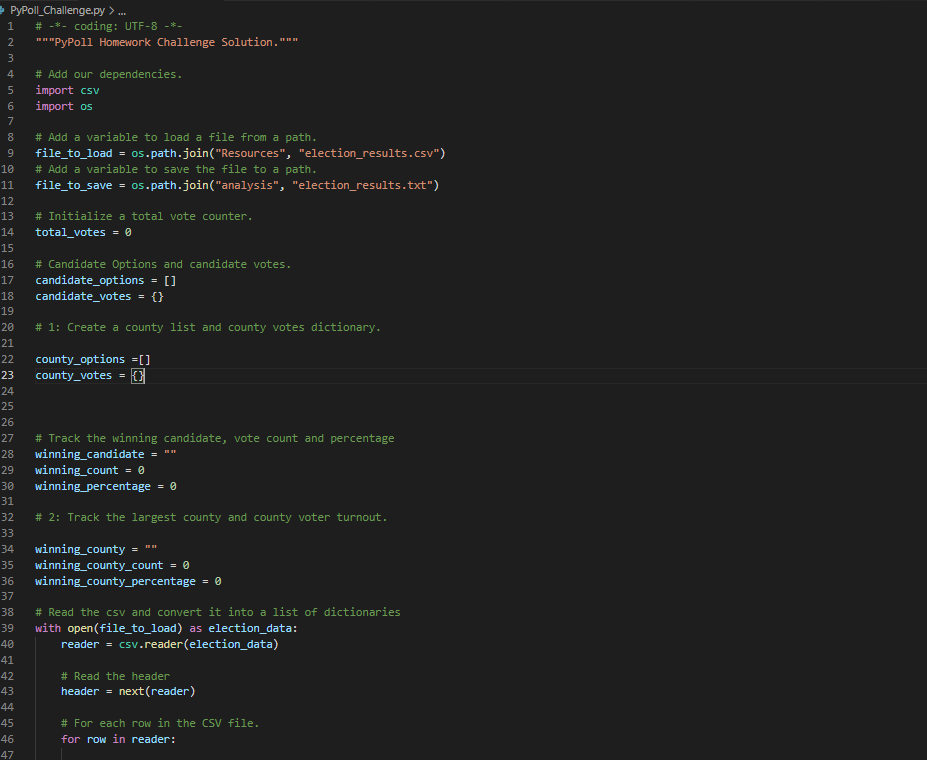 PyPoll_Challenge.py > ...
1 # -*- coding: UTF-8 -*-
2 """PyPoll Homework Challenge Solution."""
3
4 # Add our dependencies.
5 import csv
6 import os
7
8 # Add a variable to load a file from a path.
9 file_to_load = os.path.join("Resources", "election_results.csv")
10 # Add a variable to save the file to a path.
11 file_to_save = os.path.join("analysis", "election_results.txt")
12
13 # Initialize a total vote counter.
14 total_votes = 0
15
16 # Candidate Options and candidate votes.
17 candidate_options = []
18 candidate_votes = {}
19
20 # 1: Create a county list and county votes dictionary.
21
22 county_options =[]
23 county_votes = {}
24
25
26
27 # Track the winning candidate, vote count and percentage
28 winning_candidate = ""
29 winning_count = 0
30 winning_percentage = 0
31
32 # 2: Track the largest county and county voter turnout.
33
34 winning_county = ""
35 winning_county_count = 0
36 winning_county_percentage = 0
37
38 # Read the csv and convert it into a list of dictionaries
39 with open(file_to_load) as election_data:
40     reader = csv.reader(election_data)
41
42     # Read the header
43     header = next(reader)
44
45     # For each row in the CSV file.
46     for row in reader:
47